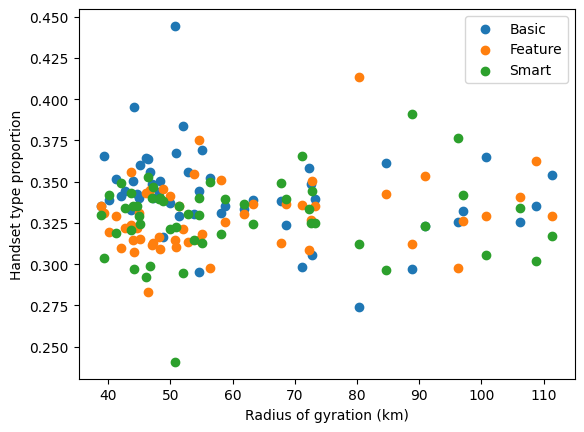 0.450
0.425
0.400
0.375
0.350
0.325
0.300
0.275
0.250
Handset type proportion
Basic
Feature
Smart
40 50 60 70 80 90 100 110
Radius of gyration (km)